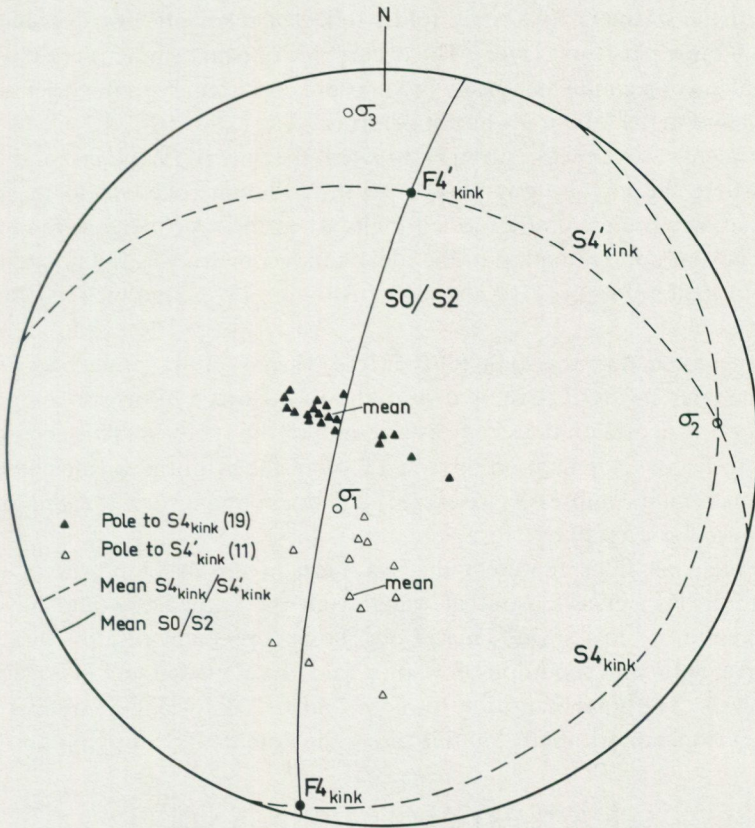 N
σ3
F4'kink
S4'kink
S0/S2
mean
σ2
σ1
Pole to S4kink (19)
Pole to S4'kink (11)
mean
Mean S4kink/S4'kink
Mean S0/S2
S4kink
F4kink